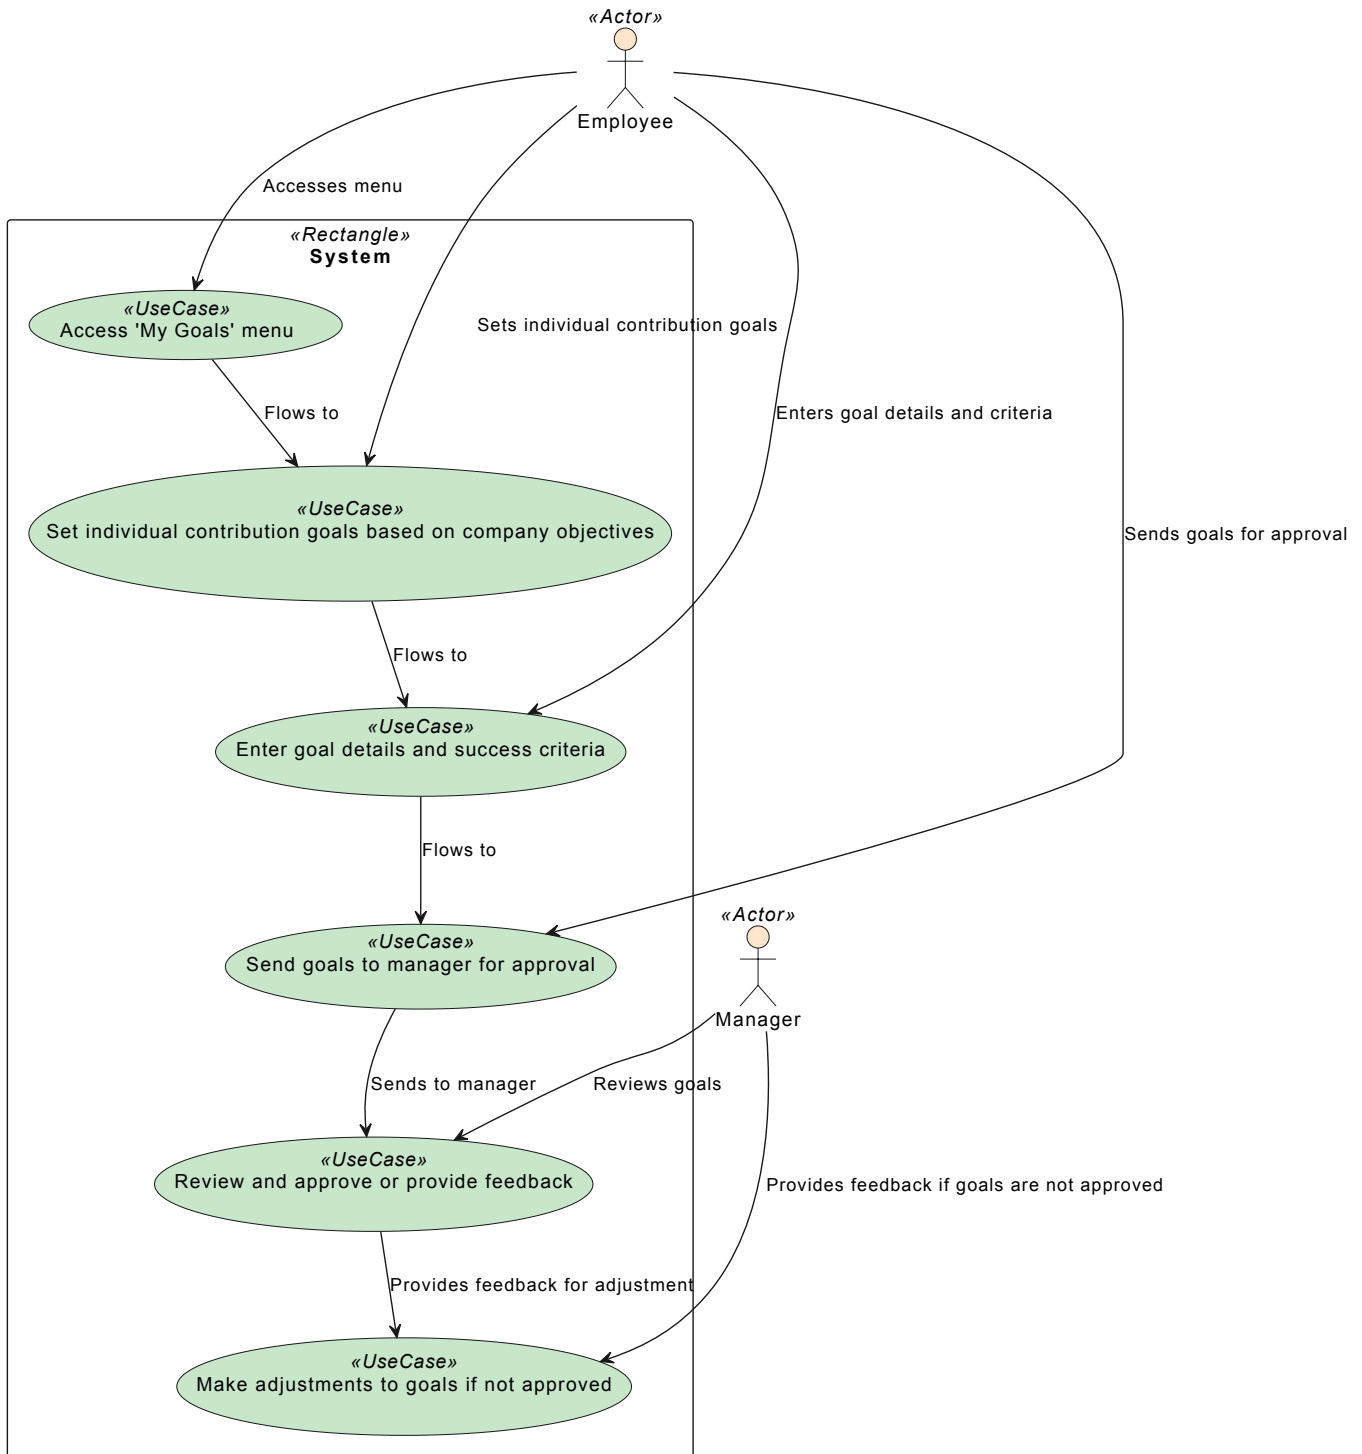 «Actor»
Employee
Accesses menu
«Rectangle»
System
«UseCase»
Access 'My Goals' menu
Sets individual contribution goals
Flows to
Enters goal details and criteria
«UseCase»
Set individual contribution goals based on company objectives
Sends goals for approval
Flows to
«UseCase»
Enter goal details and success criteria
Flows to
«Actor»
Manager
«UseCase»
Send goals to manager for approval
Sends to manager
Reviews goals
«UseCase»
Review and approve or provide feedback
Provides feedback if goals are not approved
Provides feedback for adjustment
«UseCase»
Make adjustments to goals if not approved